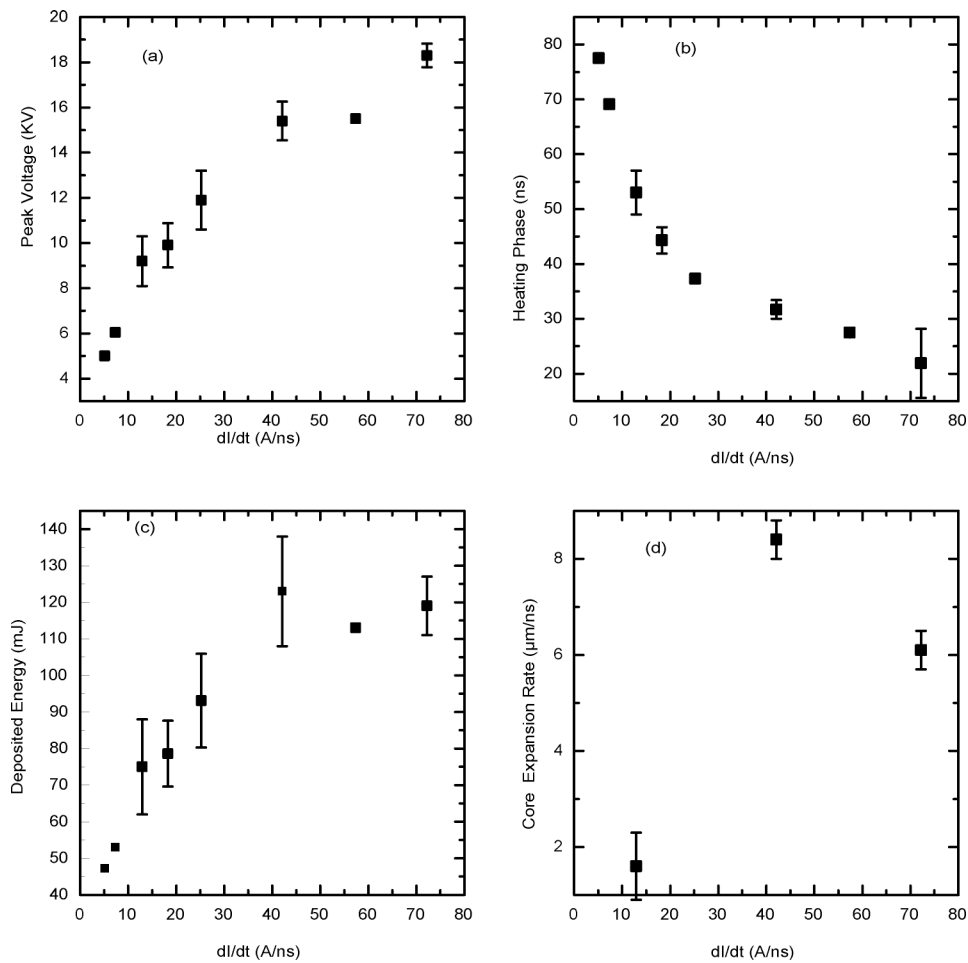 (a)
Peak Voltage (KV)
20
18
16
14
12
10
8
6
4
0 10 20 30 40 50 60 70 80
dI/dt (A/ns)
(b)
Heating Phase (ns)
80
70
60
50
40
30
20
0 10 20 30 40 50 60 70 80
dI/dt (A/ns)
(c)
Deposited Energy (mJ)
140
130
120
110
100
90
80
70
60
50
40
0 10 20 30 40 50 60 70 80
dI/dt (A/ns)
(d)
Core Expansion Rate (μm/ns)
8
6
4
2
0 10 20 30 40 50 60 70 80
dI/dt (A/ns)